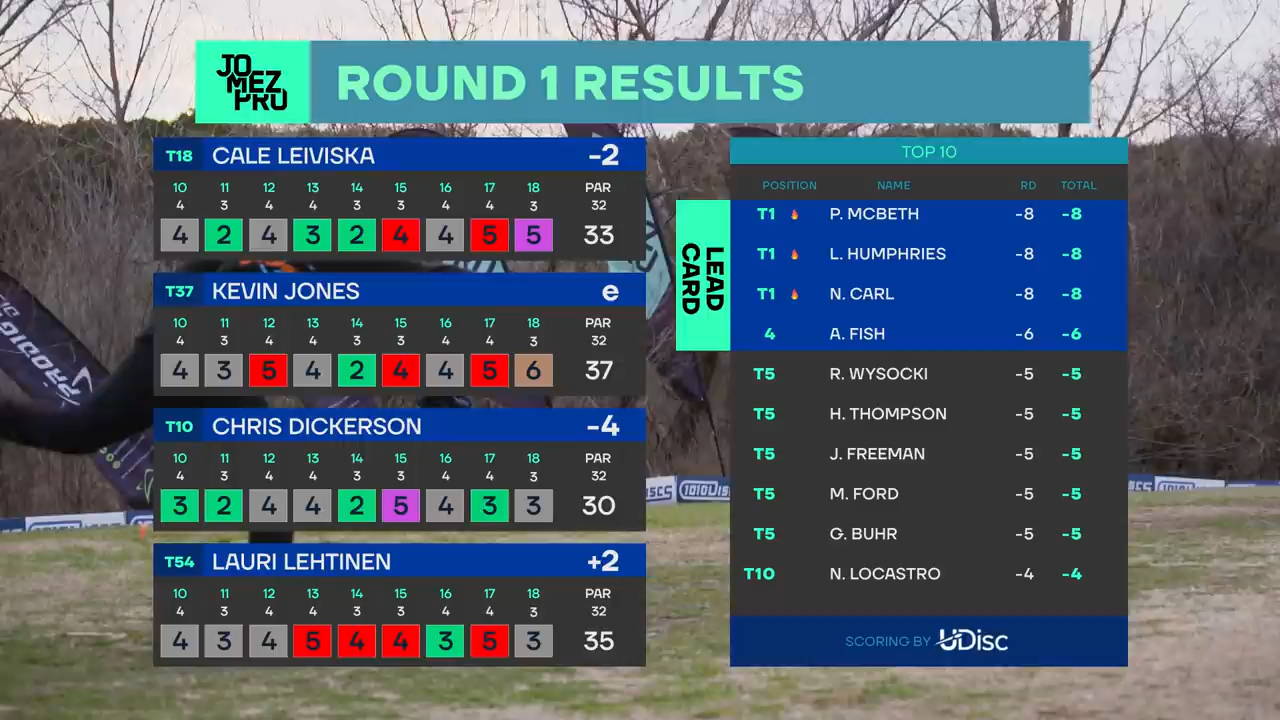 JOMEZPRO
ROUND 1 RESULTS
T18 CALE LEIVISKA -2
10 11 12 13 14 15 16 17 18 PAR
4 3 4 4 3 3 4 4 3 32
4 2 4 3 2 4 4 5 5 33
T37 KEVIN JONES e
10 11 12 13 14 15 16 17 18 PAR
4 3 4 4 3 3 4 4 3 32
4 3 5 4 2 4 4 5 6 37
T10 CHRIS DICKERSON -4
10 11 12 13 14 15 16 17 18 PAR
4 3 4 4 3 3 4 4 3 32
3 2 4 4 2 5 4 3 3 30
T54 LAURI LEHTINEN +2
10 11 12 13 14 15 16 17 18 PAR
4 3 4 4 3 3 4 4 3 32
4 3 4 5 4 4 3 5 3 35
TOP 10
POSITION NAME RD TOTAL
LEAD CARD
T1 P. MCBETH -8 -8
T1 L. HUMPHRIES -8 -8
T1 N. CARL -8 -8
4 A. FISH -6 -6
T5 R. WYSOCKI -5 -5
T5 H. THOMPSON -5 -5
T5 J. FREEMAN -5 -5
T5 M. FORD -5 -5
T5 G. BUHR -5 -5
T10 N. LOCASTRO -4 -4
SCORING BY UDisc
PRODIGY